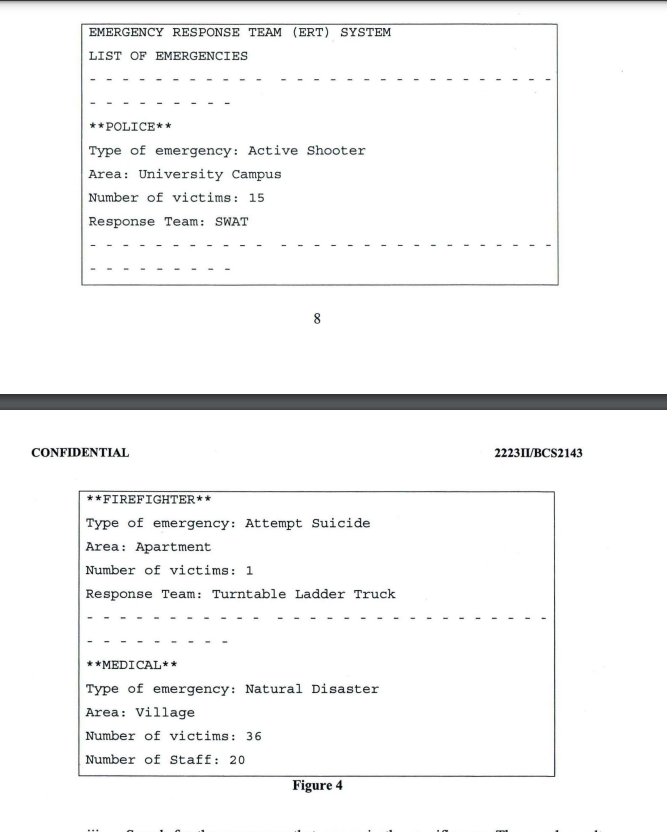 EMERGENCY RESPONSE TEAM (ERT) SYSTEM
LIST OF EMERGENCIES
- - - - - - - - - - - - - - - - - - - - - - - - - - - -
- - - - - - - - -
**POLICE**
Type of emergency: Active Shooter
Area: University Campus
Number of victims: 15
Response Team: SWAT
- - - - - - - - - - - - - - - - - - - - - - - - - - - -
- - - - - - - - -
8
CONFIDENTIAL 2223II/BCS2143
**FIREFIGHTER**
Type of emergency: Attempt Suicide
Area: Apartment
Number of victims: 1
Response Team: Turntable Ladder Truck
- - - - - - - - - - - - - - - - - - - - - - - - - - - -
- - - - - - - - -
**MEDICAL**
Type of emergency: Natural Disaster
Area: Village
Number of victims: 36
Number of Staff: 20
Figure 4